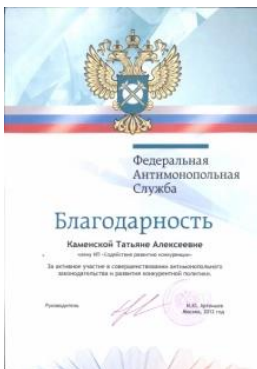 Федеральная
Антимонопольная
Служба
Благодарность
Каменской Татьяне Алексеевне
члену НП «Содействие развитию конкуренции»
За активное участие в совершенствовании антимонопольного
законодательства и развитии конкурентной политики.
Руководитель
И.Ю. Артемьев
Москва, 2012 год